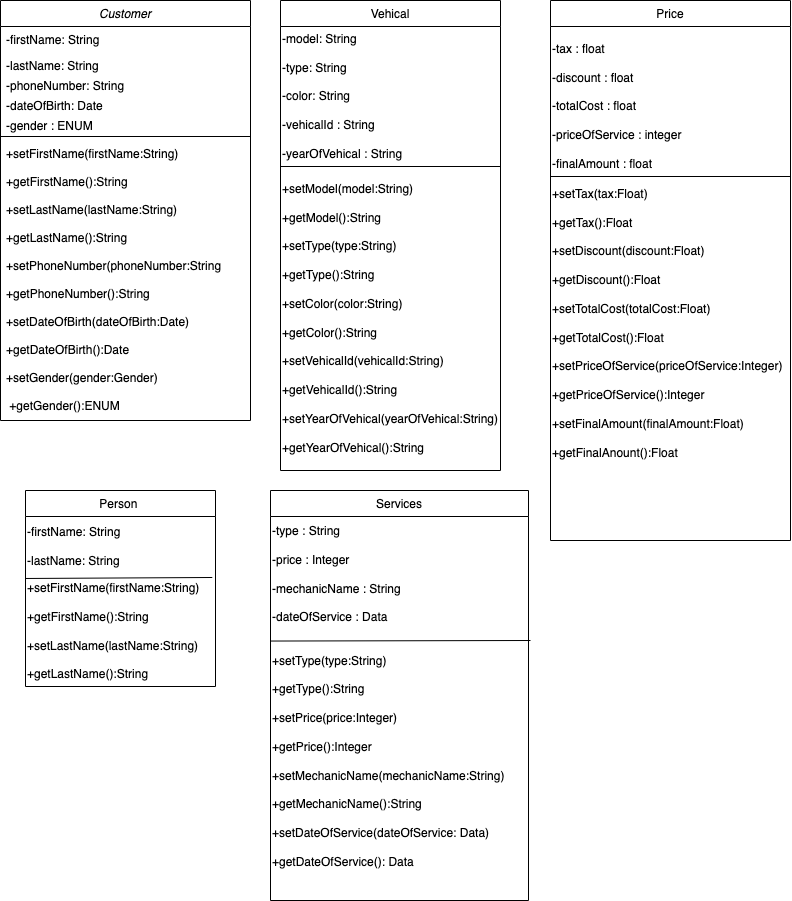 Customer
-firstName: String
-lastName: String
-phoneNumber: String
-dateOfBirth: Date
-gender : ENUM
+setFirstName(firstName:String)
+getFirstName():String
+setLastName(lastName:String)
+getLastName():String
+setPhoneNumber(phoneNumber:String
+getPhoneNumber():String
+setDateOfBirth(dateOfBirth:Date)
+getDateOfBirth():Date
+setGender(gender:Gender)
+getGender():ENUM
Vehical
-model: String
-type: String
-color: String
-vehicalId : String
-yearOfVehical : String
+setModel(model:String)
+getModel():String
+setType(type:String)
+getType():String
+setColor(color:String)
+getColor():String
+setVehicalId(vehicalId:String)
+getVehicalId():String
+setYearOfVehical(yearOfVehical:String)
+getYearOfVehical():String
Price
-tax : float
-discount : float
-totalCost : float
-priceOfService : integer
-finalAmount : float
+setTax(tax:Float)
+getTax():Float
+setDiscount(discount:Float)
+getDiscount():Float
+setTotalCost(totalCost:Float)
+getTotalCost():Float
+setPriceOfService(priceOfService:Integer)
+getPriceOfService():Integer
+setFinalAmount(finalAmount:Float)
+getFinalAnount():Float
Person
-firstName: String
-lastName: String
+setFirstName(firstName:String)
+getFirstName():String
+setLastName(lastName:String)
+getLastName():String
Services
-type : String
-price : Integer
-mechanicName : String
-dateOfService : Data
+setType(type:String)
+getType():String
+setPrice(price:Integer)
+getPrice():Integer
+setMechanicName(mechanicName:String)
+getMechanicName():String
+setDateOfService(dateOfService: Data)
+getDateOfService(): Data